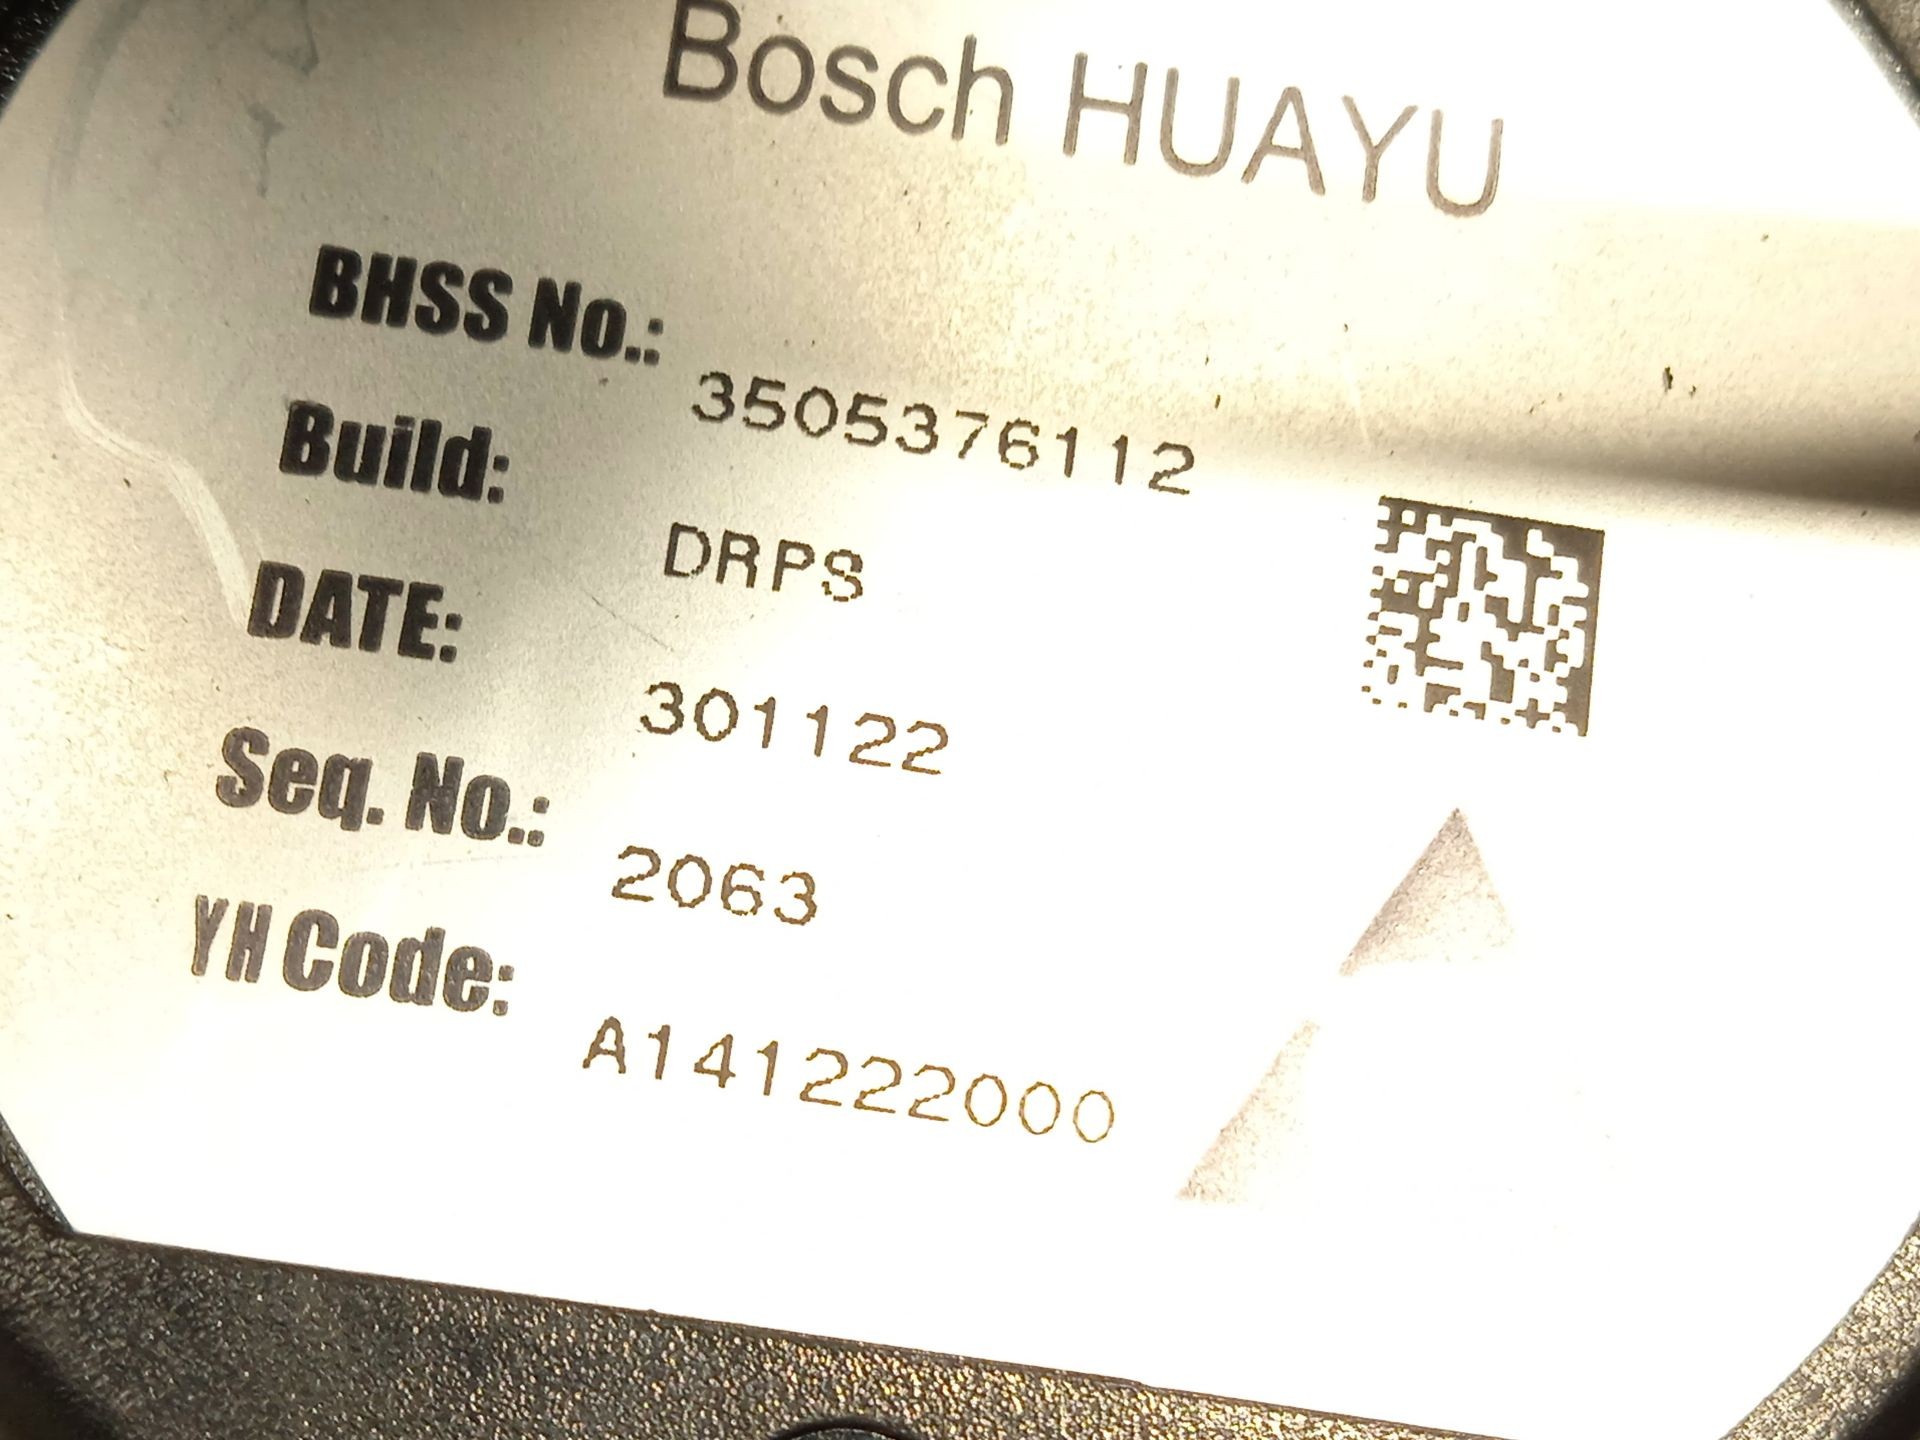 Bosch HUAYU
BHSS No.: 3505376112
Build: DRPS
DATE: 301122
Seq. No.: 2063
YH Code: A141222000